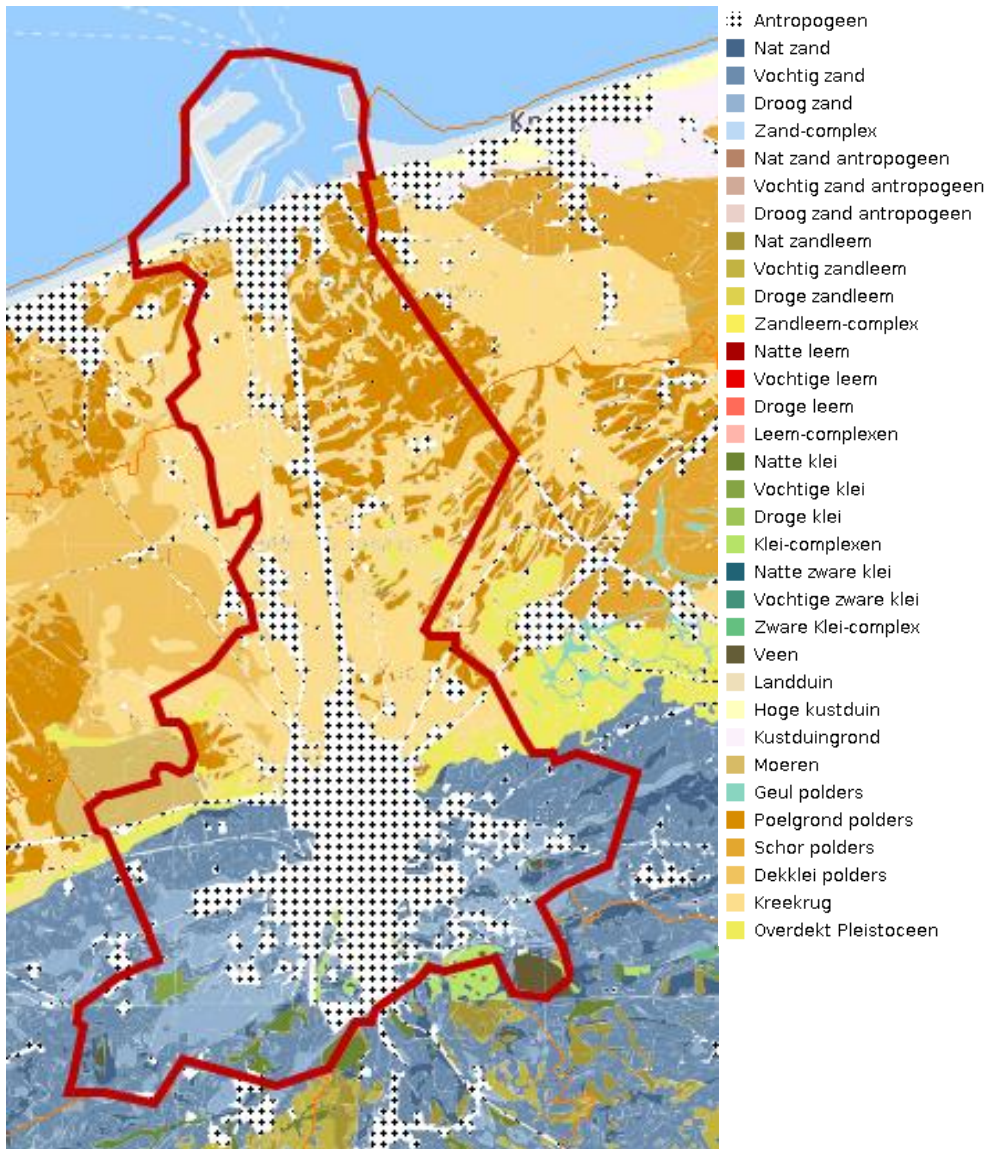 Kn
Antropogeen
Nat zand
Vochtig zand
Droog zand
Zand-complex
Nat zand antropogeen
Vochtig zand antropogeen
Droog zand antropogeen
Nat zandleem
Vochtig zandleem
Droge zandleem
Zandleem-complex
Natte leem
Vochtige leem
Droge leem
Leem-complexen
Natte klei
Vochtige klei
Droge klei
Klei-complexen
Natte zware klei
Vochtige zware klei
Zware Klei-complex
Veen
Landduin
Hoge kustduin
Kustduingrond
Moeren
Geul polders
Poelgrond polders
Schor polders
Dekklei polders
Kreekrug
Overdekt Pleistoceen